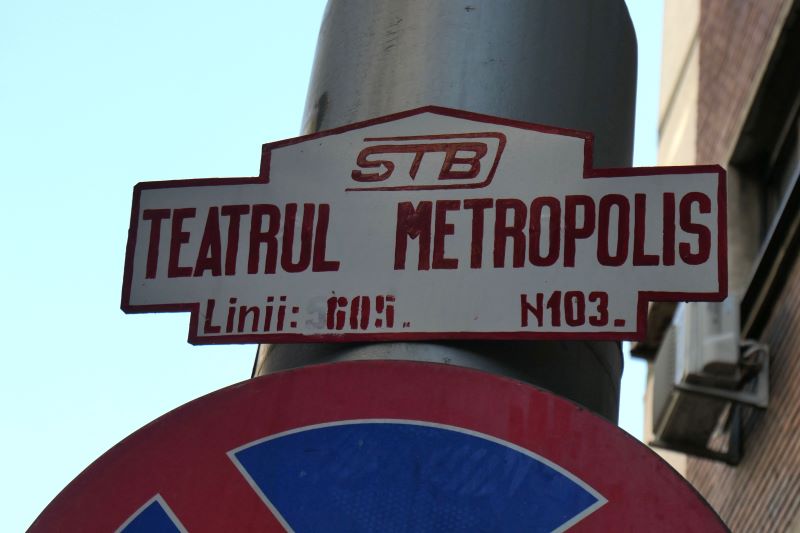 STB
TEATRUL METROPOLIS
Linii: 605. N103.